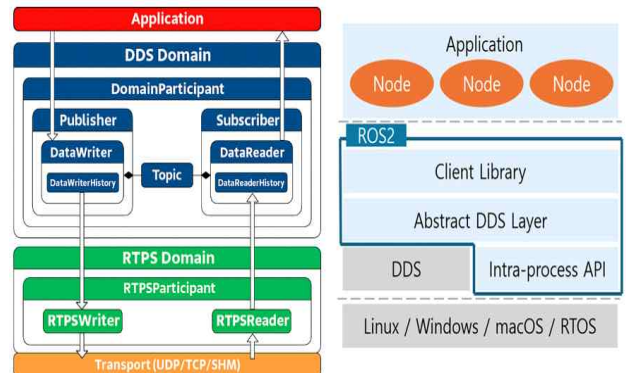 Application
DDS Domain
DomainParticipant
Publisher
Subscriber
DataWriter
DataReader
Topic
DataWriterHistory
DataReaderHistory
RTPS Domain
RTPSParticipant
RTPSWriter
RTPSReader
Transport (UDP/TCP/SHM)
Application
Node
Node
Node
ROS2
Client Library
Abstract DDS Layer
DDS
Intra-process API
Linux / Windows / macOS / RTOS